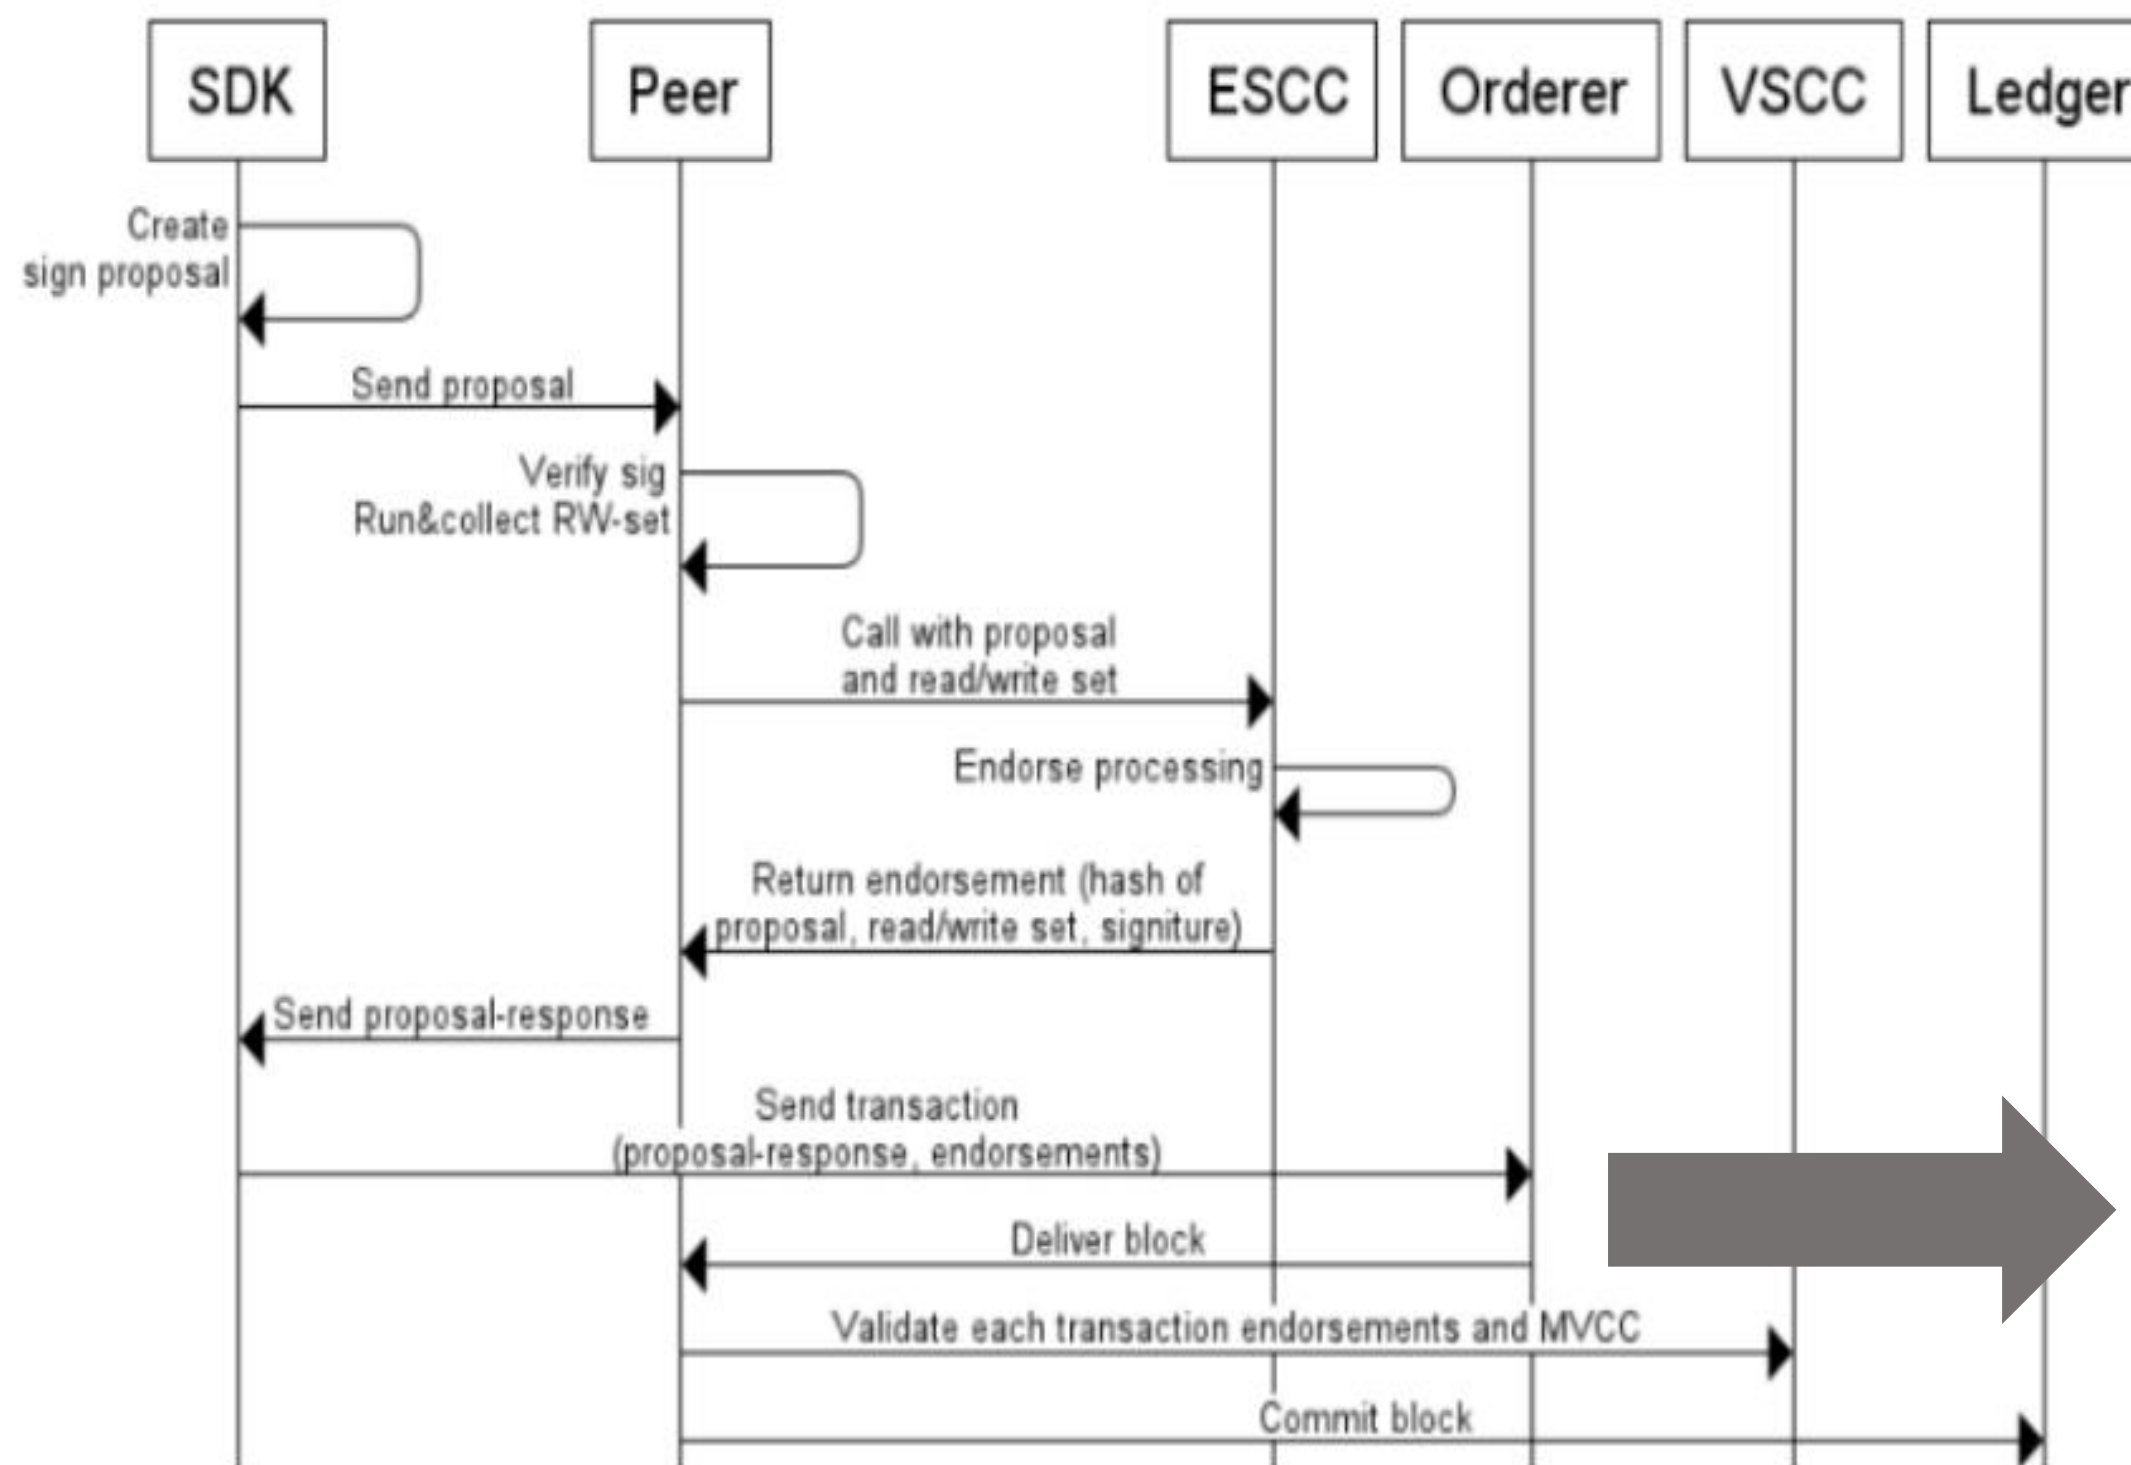 SDK
Peer
ESCC
Orderer
VSCC
Ledger
Create
sign proposal
Send proposal
Verify sig
Run&collect RW-set
Call with proposal
and read/write set
Endorse processing
Return endorsement (hash of
proposal, read/write set, signiture)
Send proposal-response
Send transaction
(proposal-response, endorsements)
Deliver block
Validate each transaction endorsements and MVCC
Commit block